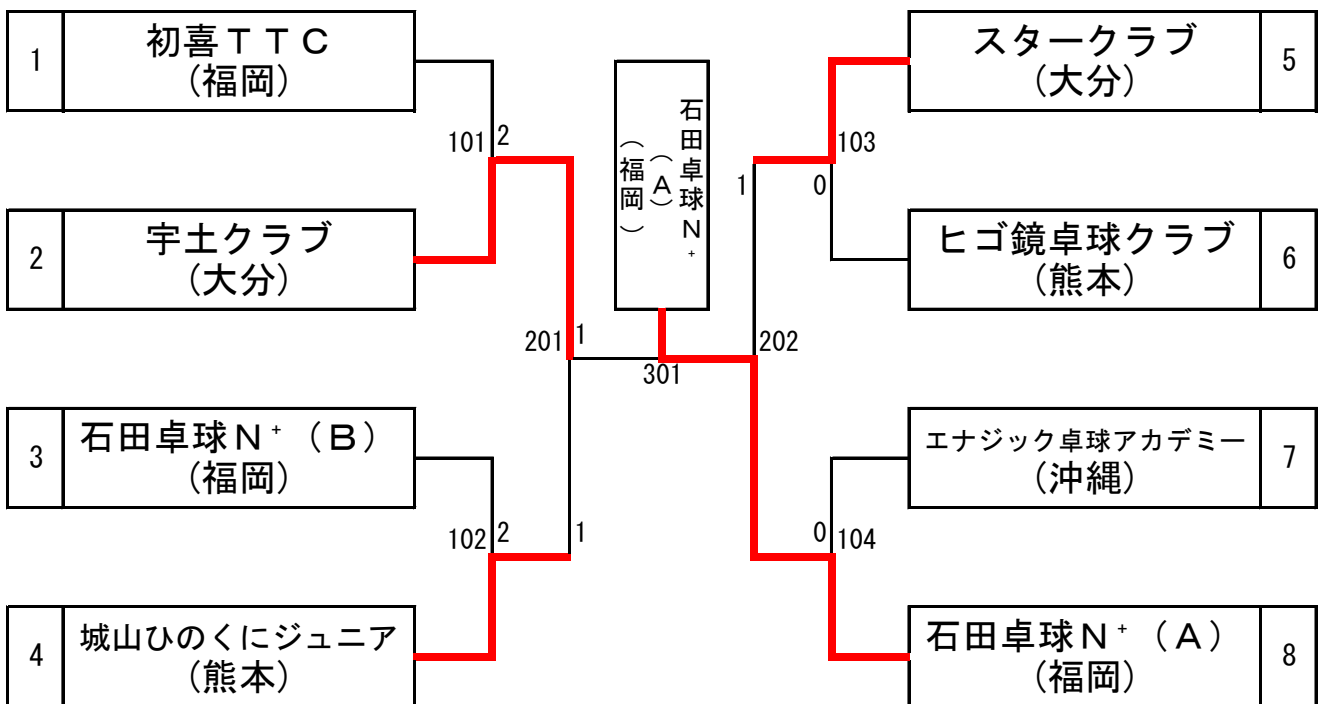 1
初喜ＴＴＣ
(福岡)
101
2
2
宇土クラブ
(大分)
201
1
3
石田卓球Ｎ⁺（Ｂ）
(福岡)
102
2
1
4
城山ひのくにジュニア
(熊本)
石田卓球Ｎ⁺
（Ａ）
（福岡）
301
スタークラブ
(大分)
5
103
1
0
ヒゴ鏡卓球クラブ
(熊本)
6
202
エナジック卓球アカデミー
(沖縄)
7
0
104
石田卓球Ｎ⁺（Ａ）
(福岡)
8